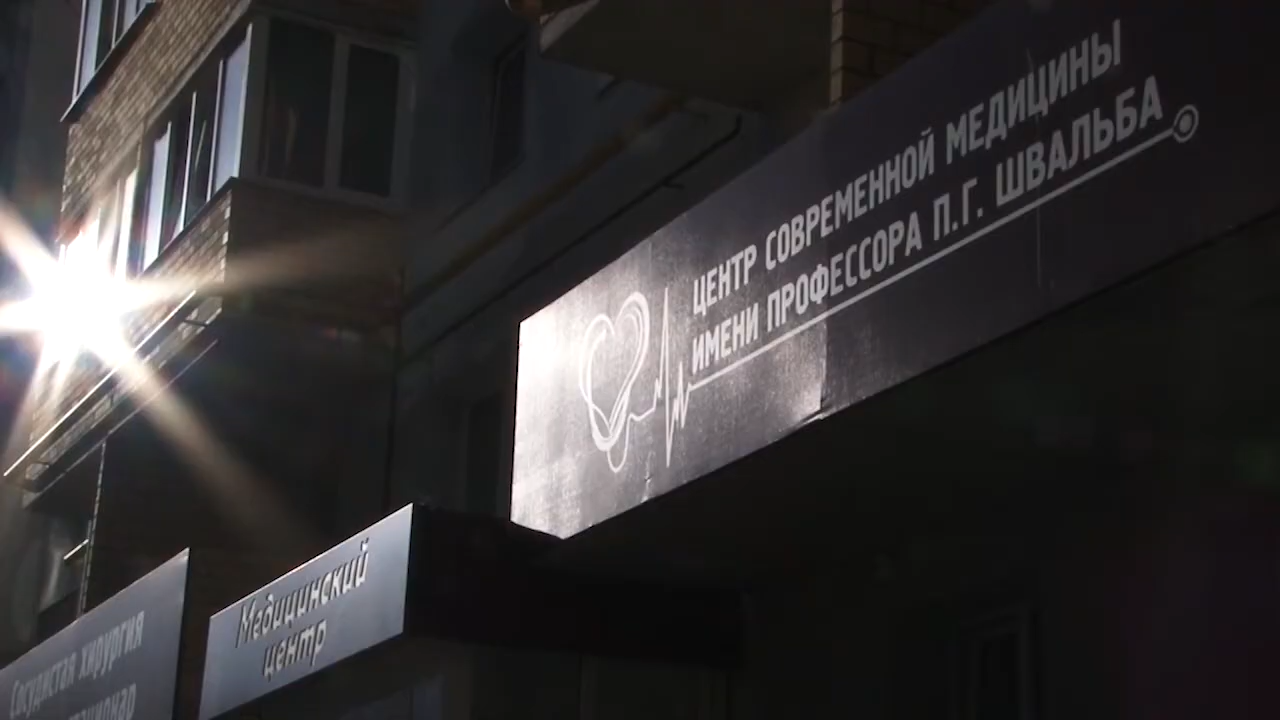 ЦЕНТР СОВРЕМЕННОЙ МЕДИЦИНЫ
ИМЕНИ ПРОФЕССОРА П.Г. ШВАЛЬБА
Медицинский
центр
Сосудистая хирургия